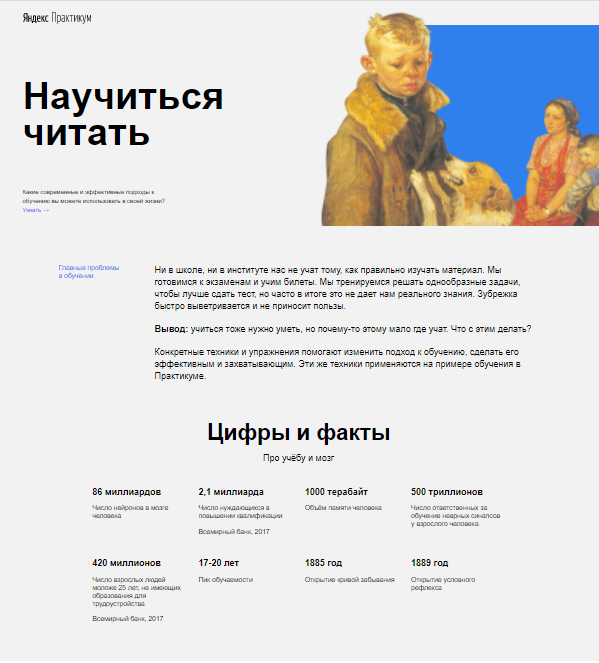 Яндекс Практикум
Научиться
читать
Какие современные и эффективные подходы к
обучению вы можете использовать в своей жизни?
Узнать →
Главные проблемы
в обучении
Ни в школе, ни в институте нас не учат тому, как правильно изучать материал. Мы
готовимся к экзаменам и учим билеты. Мы тренируемся решать однообразные задачи,
чтобы лучше сдать тест, но часто в итоге это не дает нам реального знания. Зубрежка
быстро выветривается и не приносит пользы.
Вывод: учиться тоже нужно уметь, но почему-то этому мало где учат. Что с этим делать?
Конкретные техники и упражнения помогают изменить подход к обучению, сделать его
эффективным и захватывающим. Эти же техники применяются на примере обучения в
Практикуме.
Цифры и факты
Про учёбу и мозг
86 миллиардов
Число нейронов в мозге
человека
2,1 миллиарда
Число нуждающихся в
повышении квалификации
Всемирный банк, 2017
1000 терабайт
Объём памяти человека
500 триллионов
Число ответственных за
обучение неврных синапсов
у взрослого человека
420 миллионов
Число взрослых людей
моложе 25 лет, не имеющих
образования для
трудоустройства
Всемирный банк, 2017
17-20 лет
Пик обучаемости
1885 год
Открытие кривой забывания
1889 год
Открытие условного
рефлекса